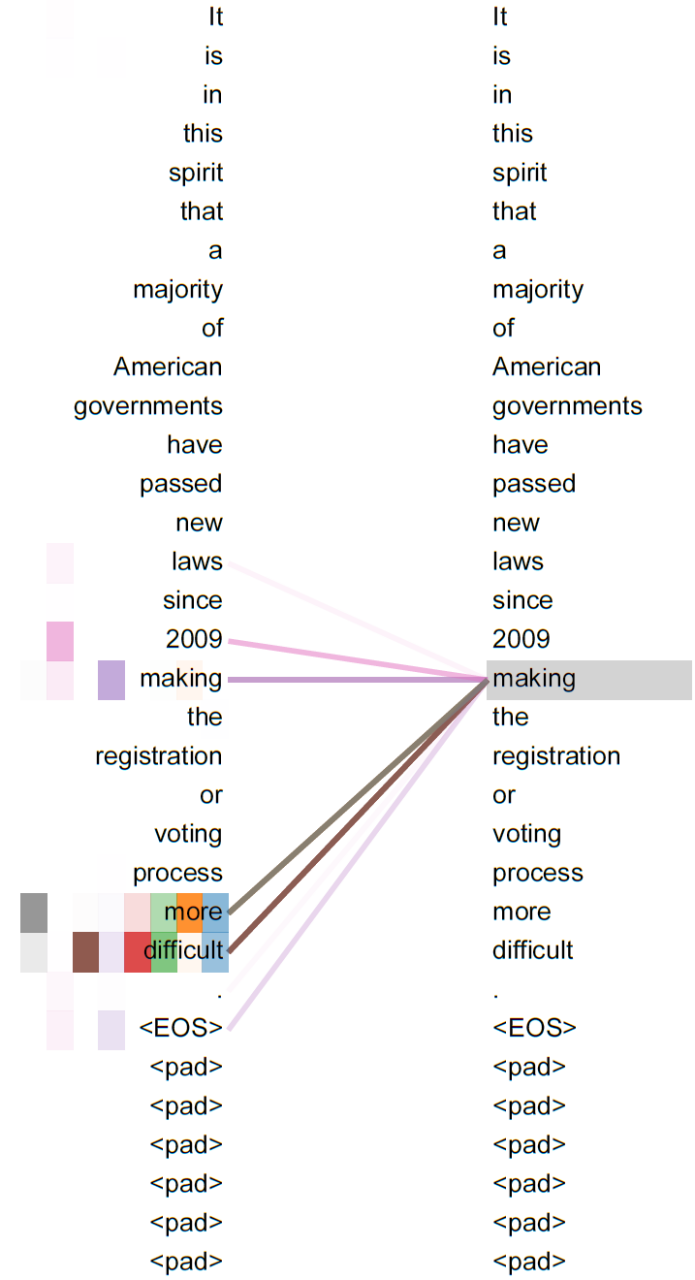 It It
is is
in in
this this
spirit spirit
that that
a a
majority majority
of of
American American
governments governments
have have
passed passed
new new
laws laws
since since
2009 2009
making making
the the
registration registration
or or
voting voting
process process
more more
difficult difficult
. .
<EOS> <EOS>
<pad> <pad>
<pad> <pad>
<pad> <pad>
<pad> <pad>
<pad> <pad>
<pad> <pad>